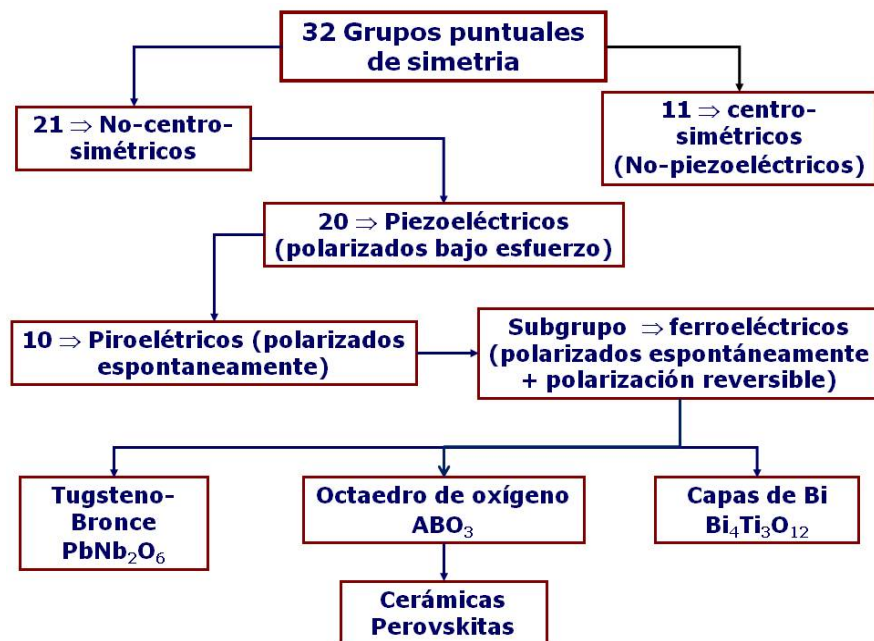 32 Grupos puntuales
de simetria
21 ⇒ No-centro-
simétricos
11 ⇒ centro-
simétricos
(No-piezoeléctricos)
20 ⇒ Piezoeléctricos
(polarizados bajo esfuerzo)
10 ⇒ Piroelétricos (polarizados
espontaneamente)
Subgrupo ⇒ ferroeléctricos
(polarizados espontáneamente
+ polarización reversible)
Tugsteno-
Bronce
PbNb₂O₆
Octaedro de oxígeno
ABO₃
Capas de Bi
Bi₄Ti₃O₁₂
Cerámicas
Perovskitas